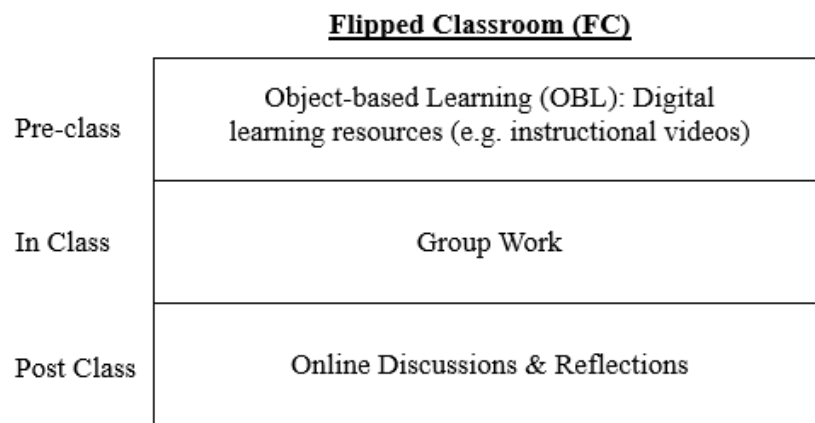 Flipped Classroom (FC)
Pre-class
Object-based Learning (OBL): Digital
learning resources (e.g. instructional videos)
In Class
Group Work
Post Class
Online Discussions & Reflections